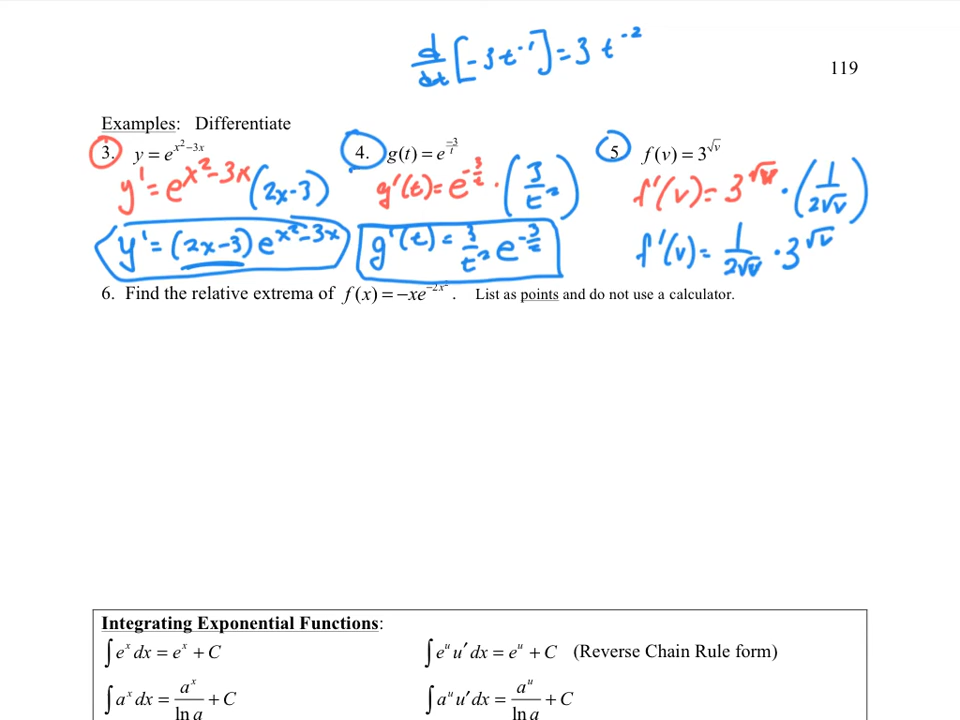 d/dt [-3t⁻¹] = 3t⁻²
119
Examples: Differentiate
3. y = e^(x²−3x) 4. g(t) = e^(−3/t) 5. f(v) = 3^√v
y' = e^(x²-3x) (2x-3) g'(t) = e^(-3/t) · (3/t²) f'(v) = 3^√v · (1/(2√v))
y' = (2x-3) e^(x²-3x) g'(t) = 3/t² e^(-3/t) f'(v) = 1/(2√v) · 3^√v
6. Find the relative extrema of f(x) = −xe^(−2x²). List as points and do not use a calculator.
Integrating Exponential Functions:
∫eˣ dx = eˣ + C ∫eᵘ u′ dx = eᵘ + C (Reverse Chain Rule form)
∫aˣ dx = aˣ/ln a + C ∫aᵘ u′ dx = aᵘ/ln a + C